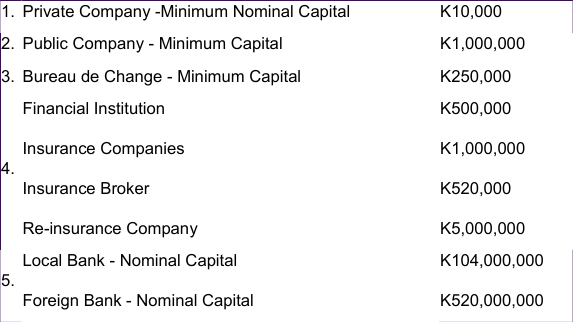 1. Private Company -Minimum Nominal Capital K10,000
2. Public Company - Minimum Capital K1,000,000
3. Bureau de Change - Minimum Capital K250,000
Financial Institution K500,000
Insurance Companies K1,000,000
4.
Insurance Broker K520,000
Re-insurance Company K5,000,000
Local Bank - Nominal Capital K104,000,000
5.
Foreign Bank - Nominal Capital K520,000,000